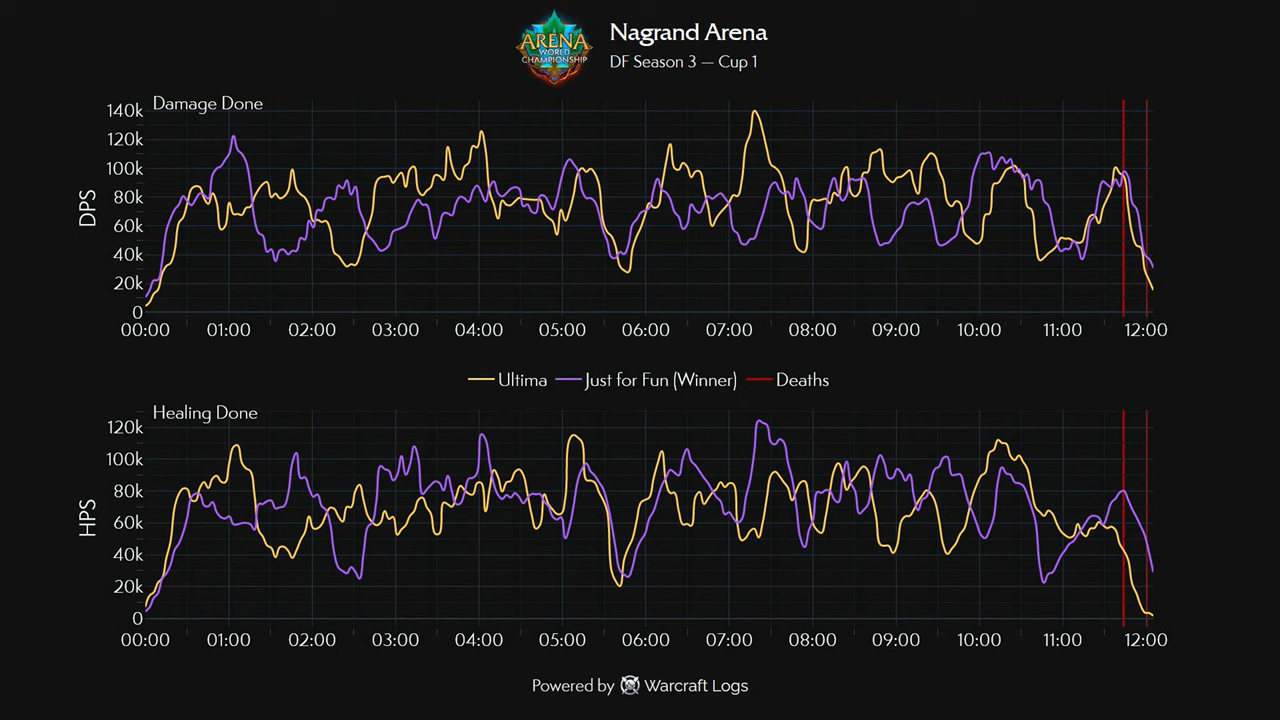 ARENA
WORLD
CHAMPIONSHIP
Nagrand Arena
DF Season 3 — Cup 1
Damage Done
140k
120k
100k
80k
60k
40k
20k
0
DPS
00:00 01:00 02:00 03:00 04:00 05:00 06:00 07:00 08:00 09:00 10:00 11:00 12:00
Ultima Just for Fun (Winner) Deaths
Healing Done
120k
100k
80k
60k
40k
20k
0
HPS
00:00 01:00 02:00 03:00 04:00 05:00 06:00 07:00 08:00 09:00 10:00 11:00 12:00
Powered by Warcraft Logs